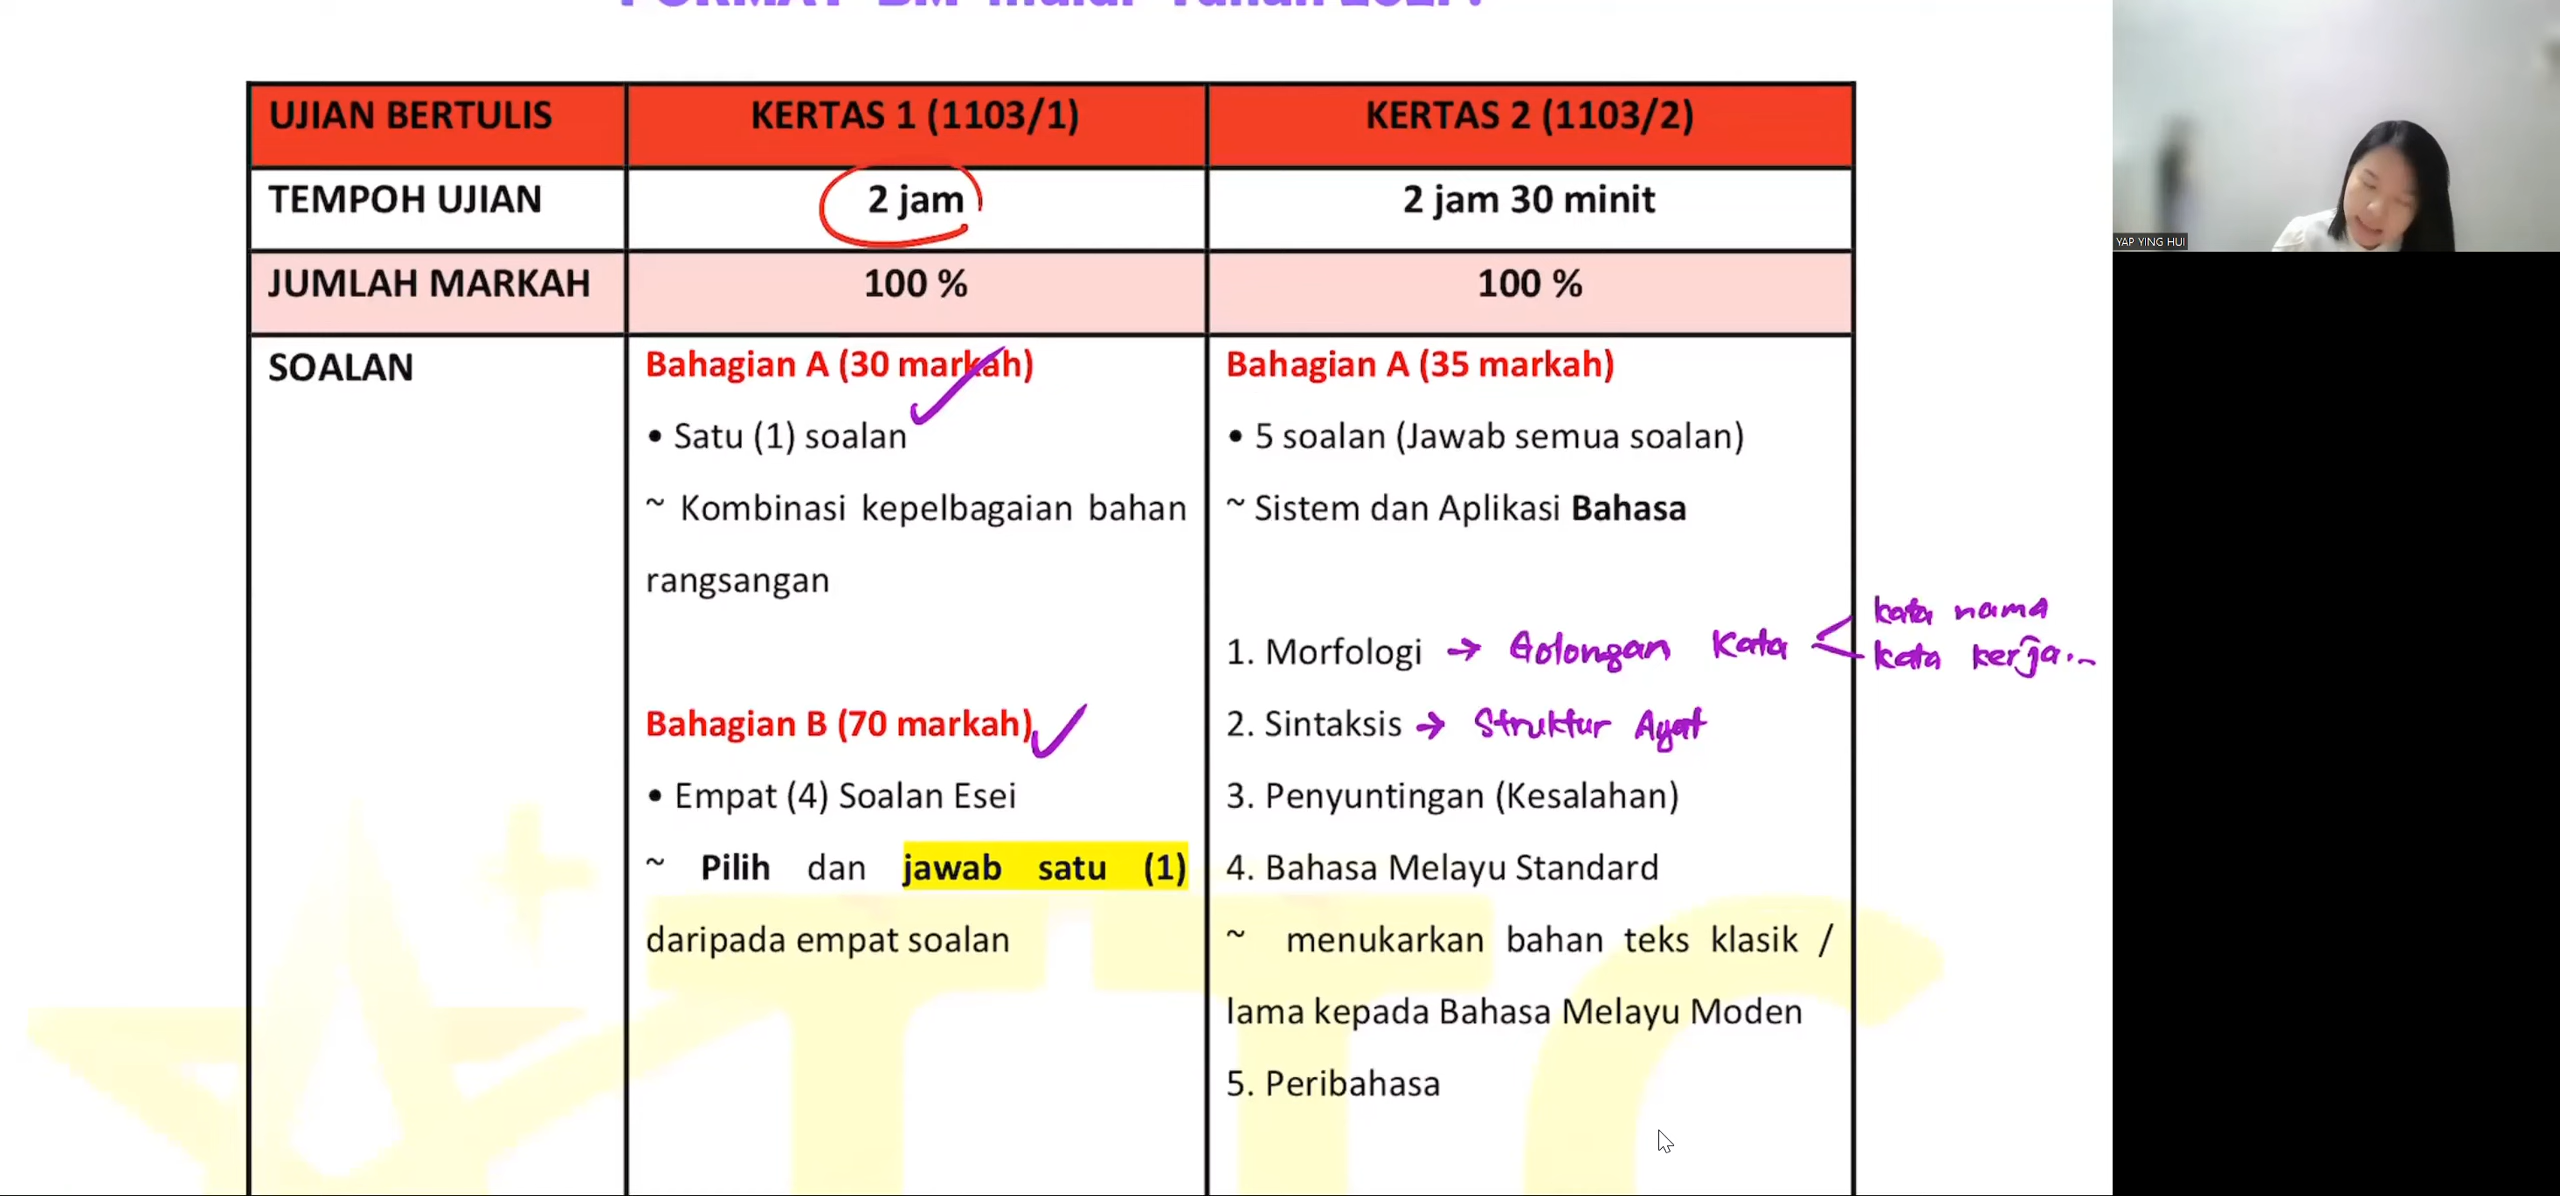 UJIAN BERTULIS
KERTAS 1 (1103/1)
KERTAS 2 (1103/2)
TEMPOH UJIAN
2 jam
2 jam 30 minit
JUMLAH MARKAH
100 %
100 %
SOALAN
Bahagian A (30 markah)
• Satu (1) soalan
~ Kombinasi kepelbagaian bahan
rangsangan
Bahagian B (70 markah)
• Empat (4) Soalan Esei
~ Pilih dan jawab satu (1)
daripada empat soalan
Bahagian A (35 markah)
• 5 soalan (Jawab semua soalan)
~ Sistem dan Aplikasi Bahasa
1. Morfologi → Golongan Kata
kata nama
kata kerja..
2. Sintaksis → Struktur Ayat
3. Penyuntingan (Kesalahan)
4. Bahasa Melayu Standard
~ menukarkan bahan teks klasik /
lama kepada Bahasa Melayu Moden
5. Peribahasa
YAP YING HUI
TC